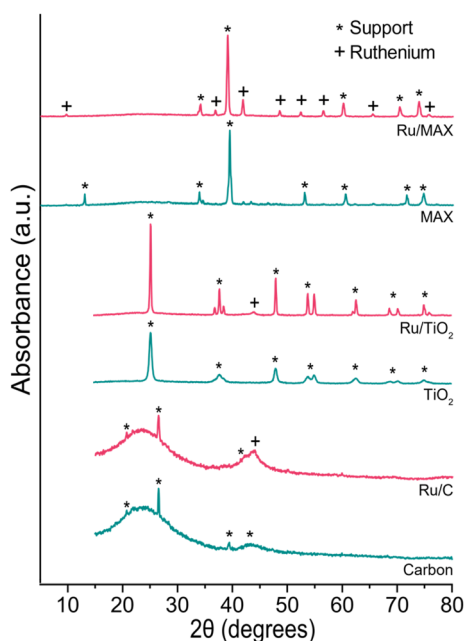 * Support
+ Ruthenium
Ru/MAX
MAX
Ru/TiO₂
TiO₂
Ru/C
Carbon
Absorbance (a.u.)
10 20 30 40 50 60 70 80
2θ (degrees)